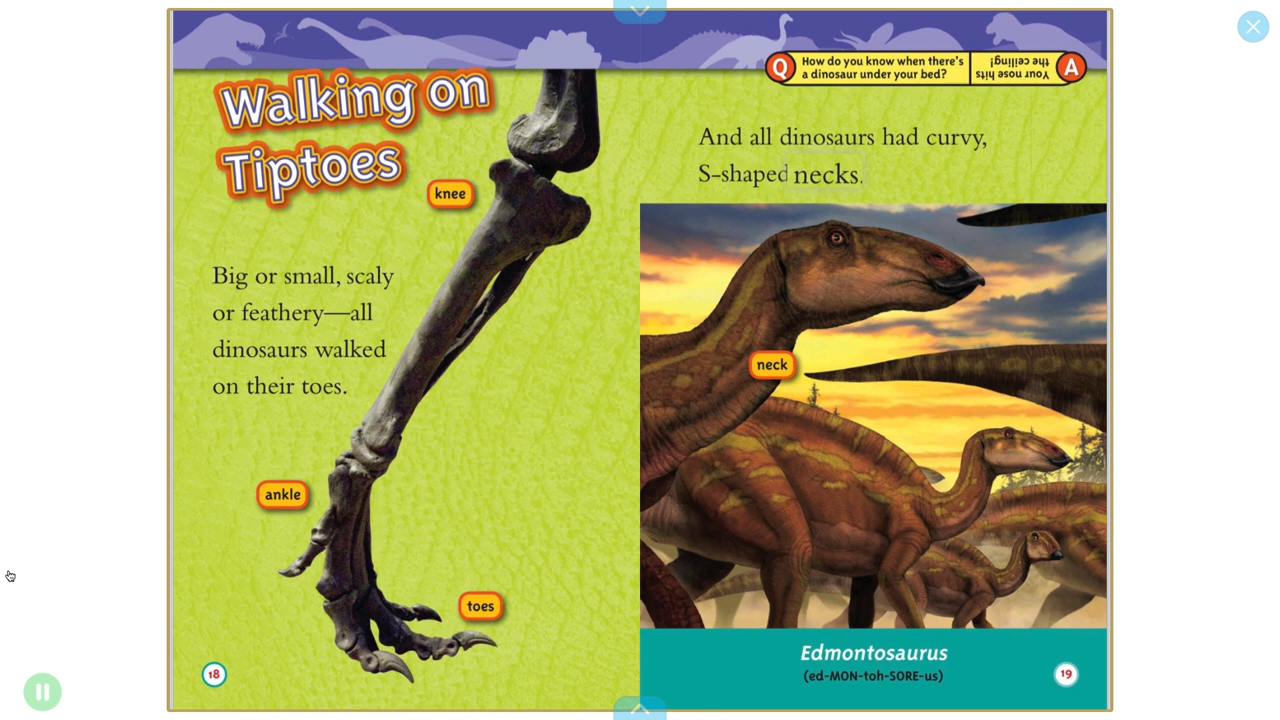 Walking on
Tiptoes
knee
Big or small, scaly
or feathery—all
dinosaurs walked
on their toes.
ankle
toes
18
Q How do you know when there's
a dinosaur under your bed?
A Your nose hits
the ceiling!
And all dinosaurs had curvy,
S-shaped necks.
neck
Edmontosaurus
(ed-MON-toh-SORE-us)
19